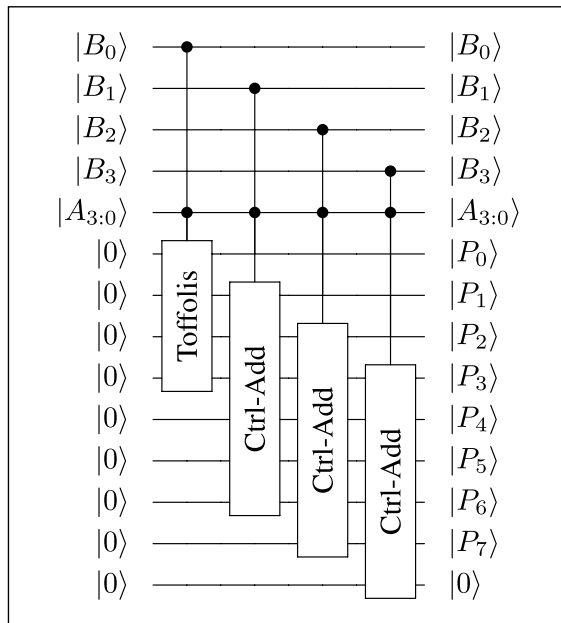 |B₀⟩ |B₀⟩
|B₁⟩ |B₁⟩
|B₂⟩ |B₂⟩
|B₃⟩ |B₃⟩
|A₃:₀⟩ |A₃:₀⟩
|0⟩ |P₀⟩
|0⟩ |P₁⟩
|0⟩ |P₂⟩
|0⟩ |P₃⟩
|0⟩ |P₄⟩
|0⟩ |P₅⟩
|0⟩ |P₆⟩
|0⟩ |P₇⟩
|0⟩ |0⟩
Toffolis
Ctrl-Add
Ctrl-Add
Ctrl-Add